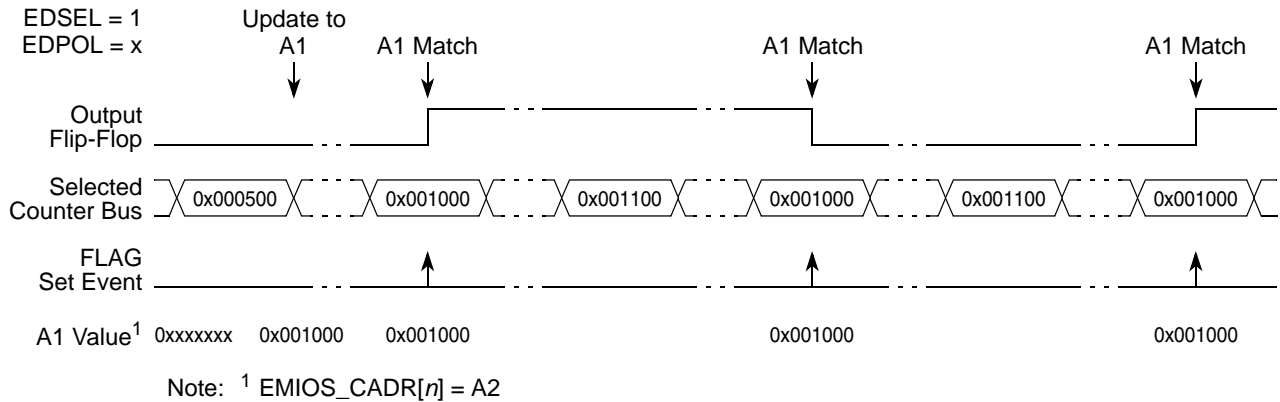 EDSEL = 1
EDPOL = x
Update to
A1
A1 Match
A1 Match
A1 Match
Output
Flip-Flop
Selected
Counter Bus
0x000500
0x001000
0x001100
0x001000
0x001100
0x001000
FLAG
Set Event
A1 Value1 0xxxxxxx 0x001000 0x001000 0x001000 0x001000
Note: 1 EMIOS_CADR[n] = A2